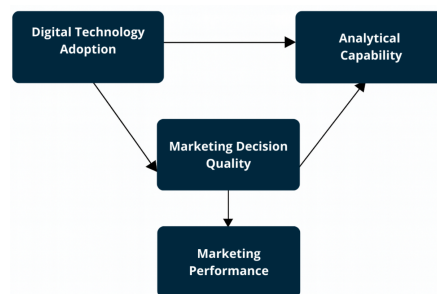 Digital Technology
Adoption
Analytical
Capability
Marketing Decision
Quality
Marketing
Performance